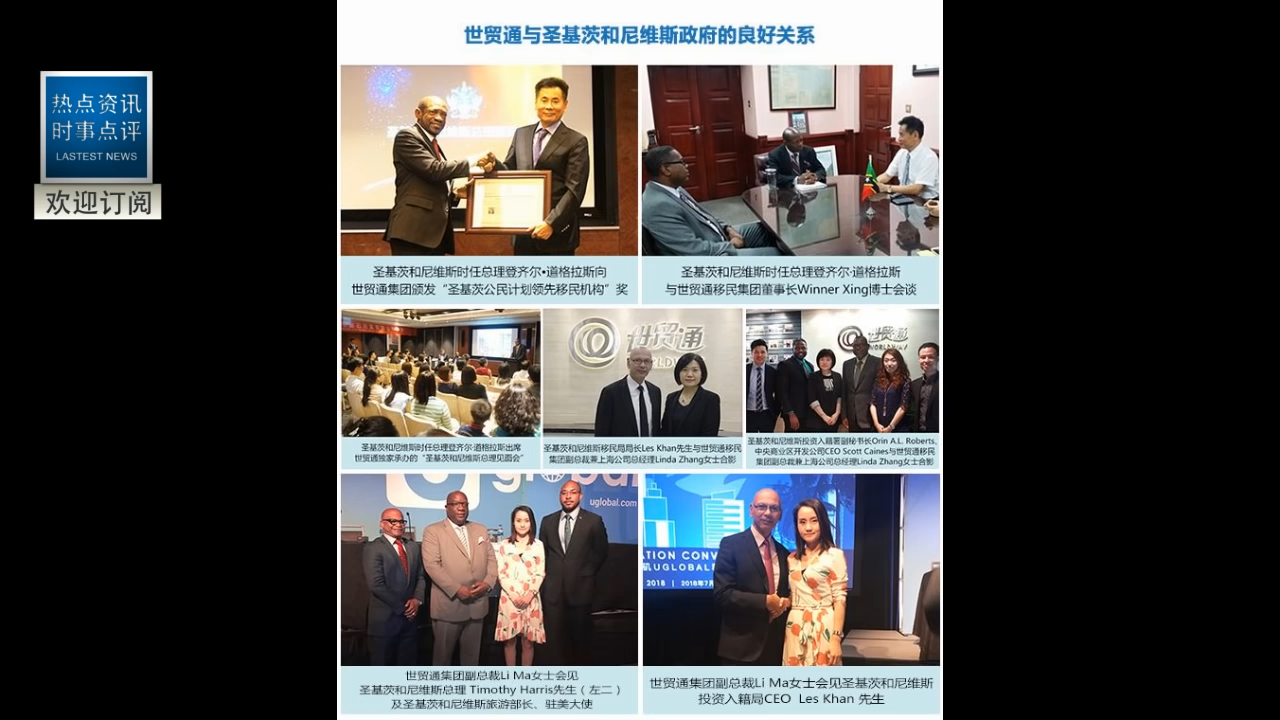 世贸通与圣基茨和尼维斯政府的良好关系
热点资讯
时事点评
LASTEST NEWS
欢迎订阅
圣基茨和尼维斯时任总理登齐尔•道格拉斯向
世贸通集团颁发“圣基茨公民计划领先移民机构”奖
圣基茨和尼维斯时任总理登齐尔·道格拉斯
与世贸通移民集团董事长Winner Xing博士会谈
世贸通
世贸通
WORLDWAY
圣基茨和尼维斯时任总理登齐尔·道格拉斯出席
世贸通独家承办的“圣基茨和尼维斯总理见面会”
圣基茨和尼维斯移民局局长Les Khan先生与世贸通移民
集团副总裁兼上海公司总经理Linda Zhang女士合影
圣基茨和尼维斯投资入籍署副秘书长Orin A.L. Roberts、
中央商业区开发公司CEO Scott Caines与世贸通移民
集团副总裁兼上海公司总经理Linda Zhang女士合影
uglobal.com
ATION CONV
UGLOBAL
2018 | 2018年7月
世贸通集团副总裁Li Ma女士会见
圣基茨和尼维斯总理 Timothy Harris先生（左二）
及圣基茨和尼维斯旅游部长、驻美大使
世贸通集团副总裁Li Ma女士会见圣基茨和尼维斯
投资入籍局CEO Les Khan 先生